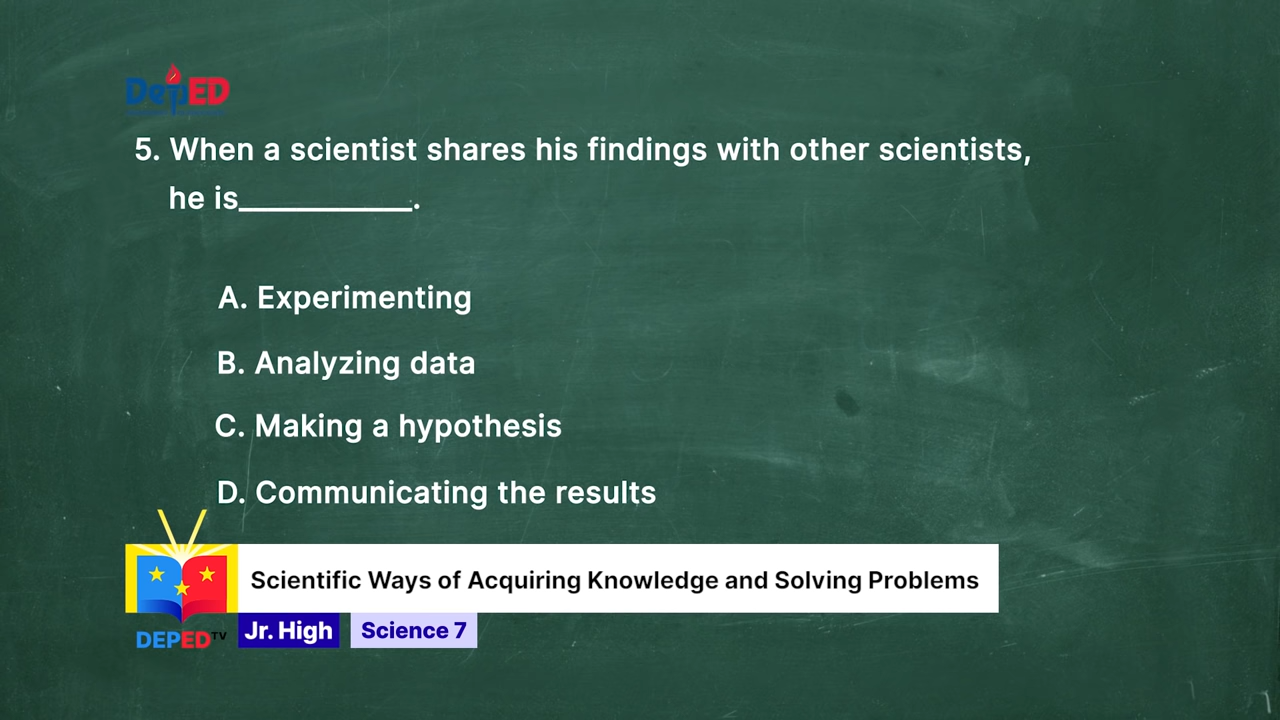 DepED
5. When a scientist shares his findings with other scientists,
he is___________.
A. Experimenting
B. Analyzing data
C. Making a hypothesis
D. Communicating the results
Scientific Ways of Acquiring Knowledge and Solving Problems
DEPED TV
Jr. High
Science 7